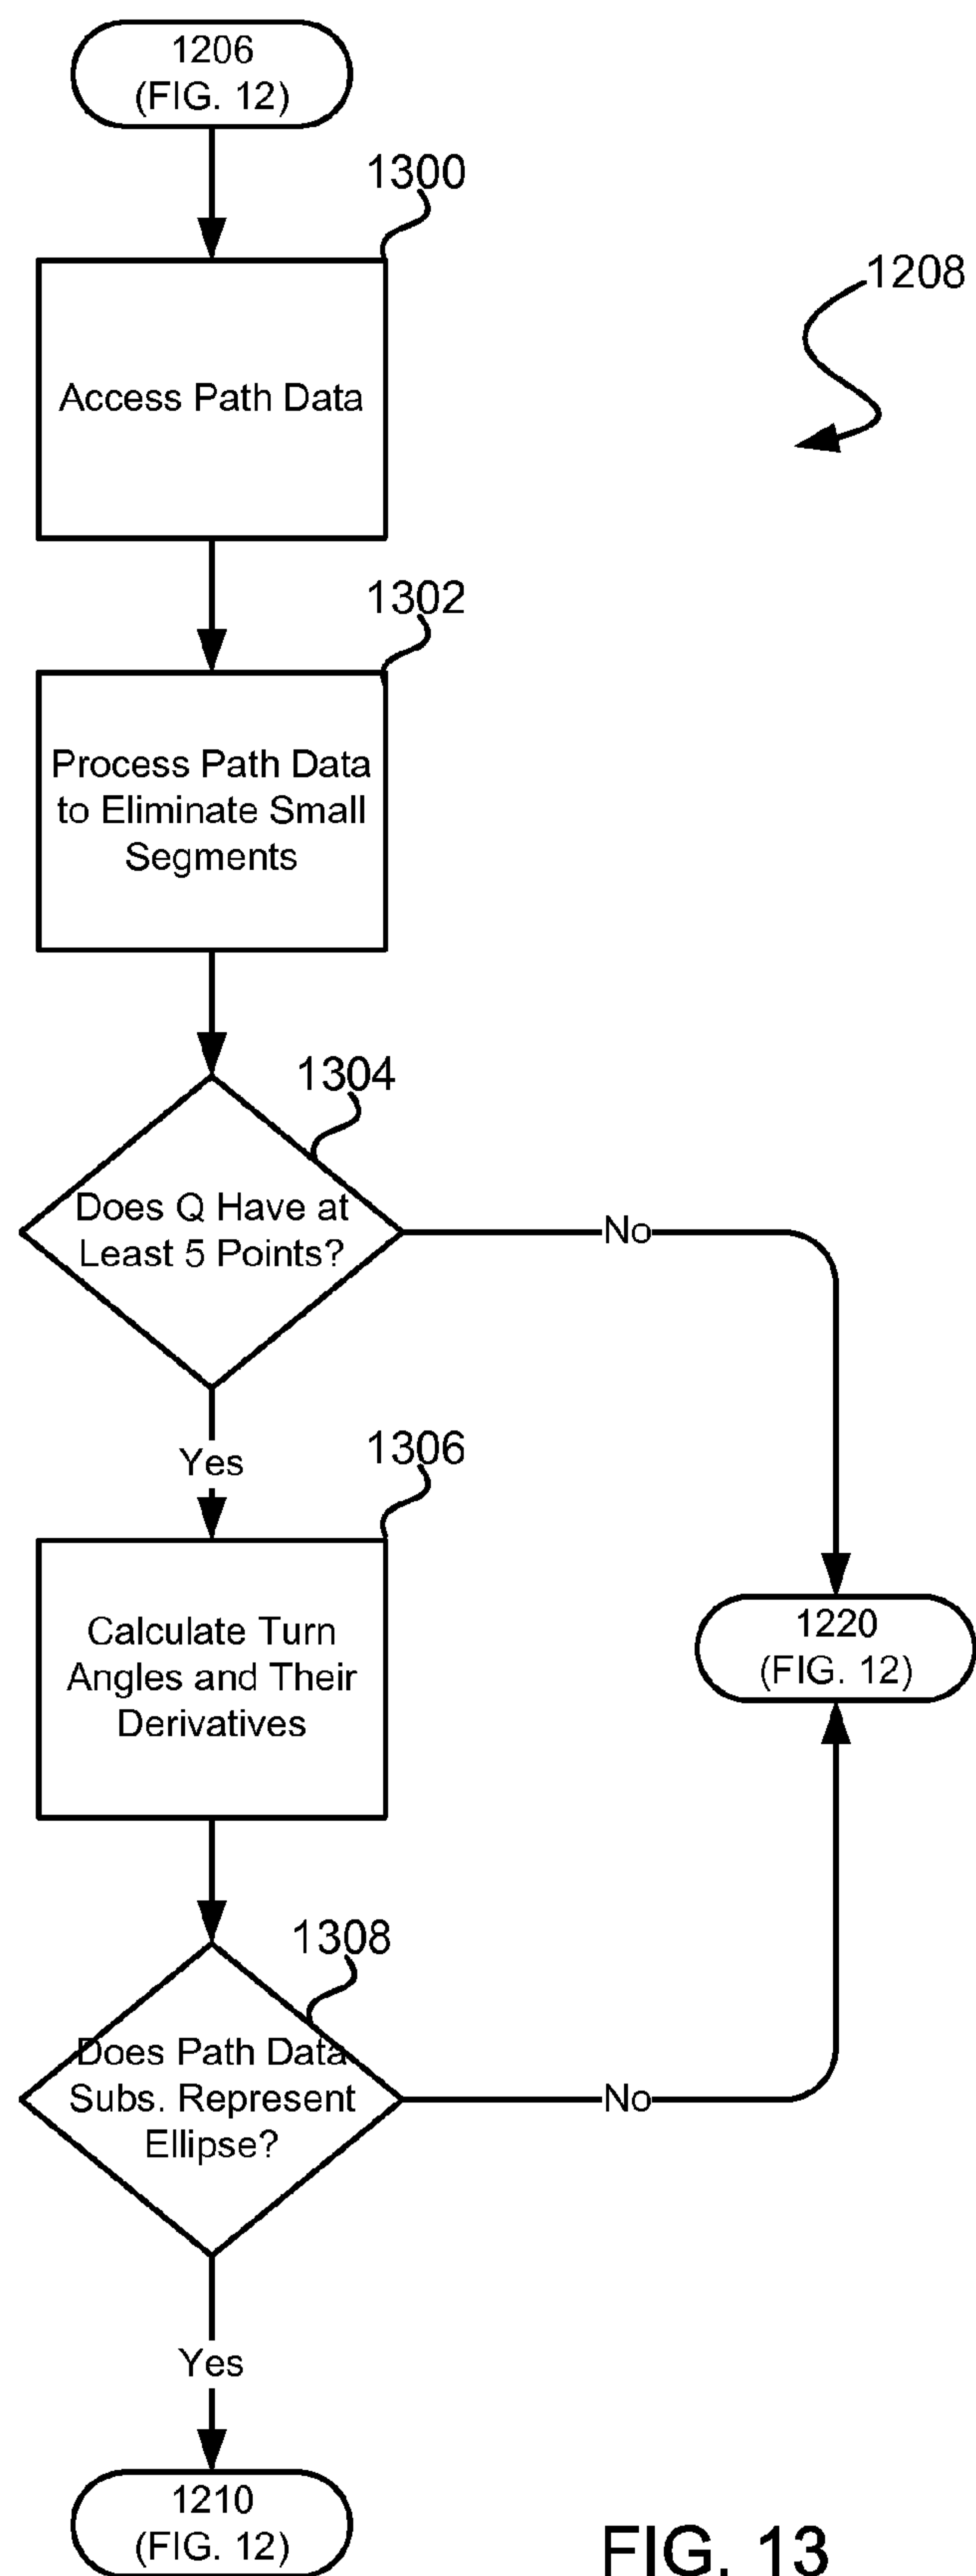 1206
(FIG. 12)
1300
1208
Access Path Data
1302
Process Path Data
to Eliminate Small
Segments
1304
Does Q Have at
Least 5 Points?
No
Yes
1306
Calculate Turn
Angles and Their
Derivatives
1220
(FIG. 12)
1308
Does Path Data
Subs. Represent
Ellipse?
No
Yes
1210
(FIG. 12)
FIG. 13